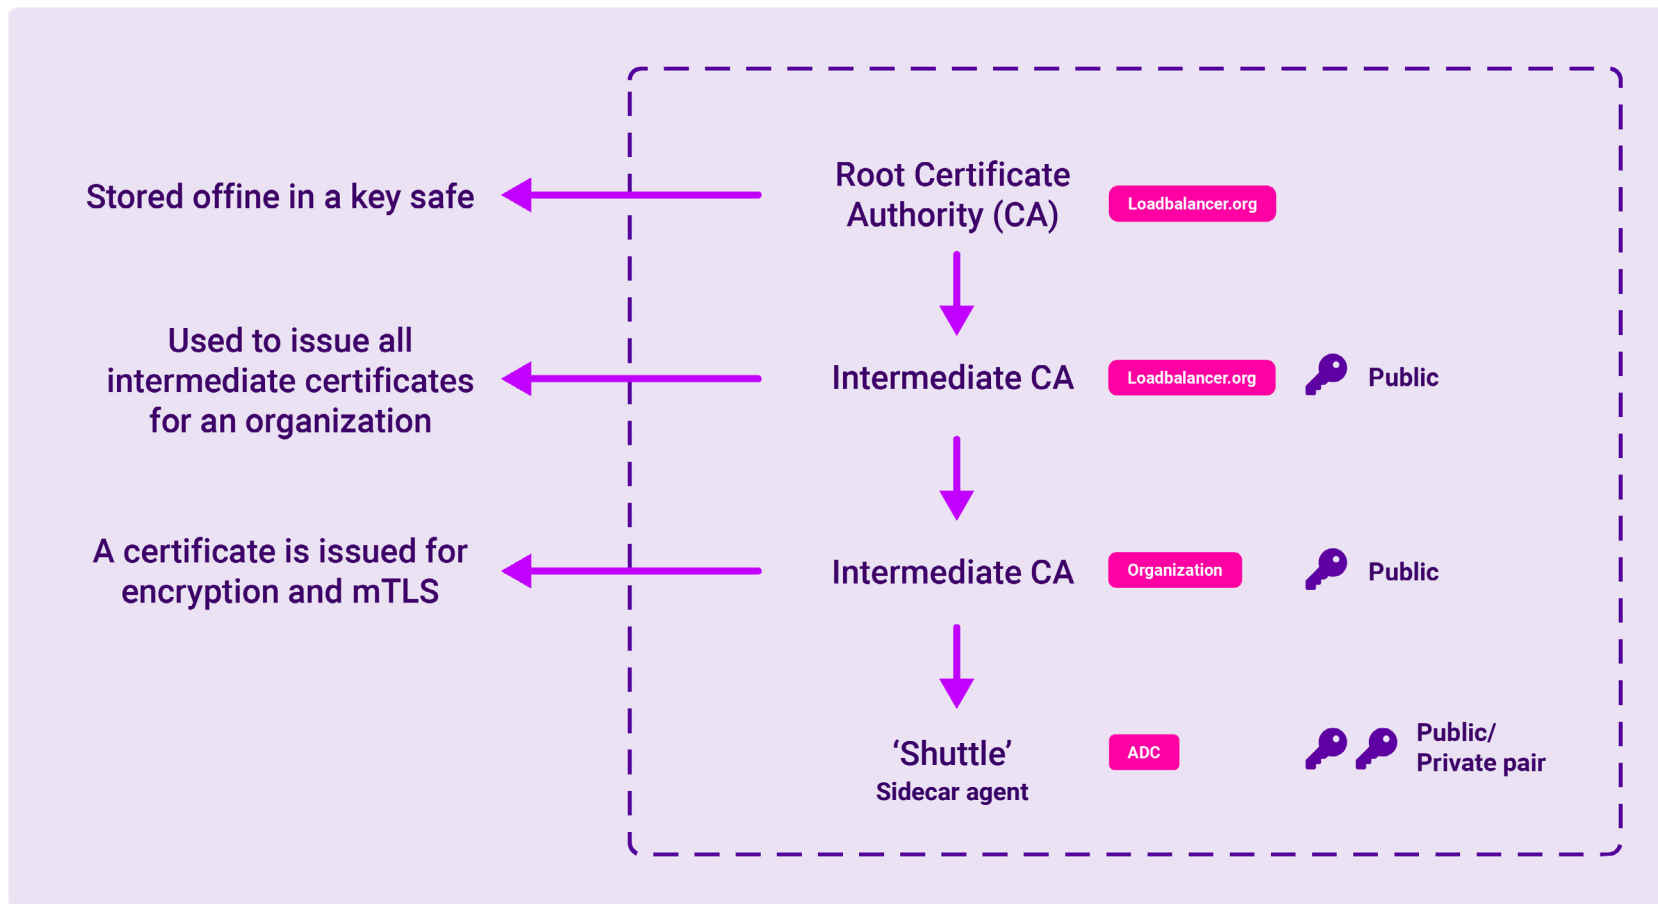 Stored offine in a key safe
Root Certificate
Authority (CA)
Loadbalancer.org
Used to issue all
intermediate certificates
for an organization
Intermediate CA
Loadbalancer.org
Public
A certificate is issued for
encryption and mTLS
Intermediate CA
Organization
Public
‘Shuttle’
Sidecar agent
ADC
Public/
Private pair